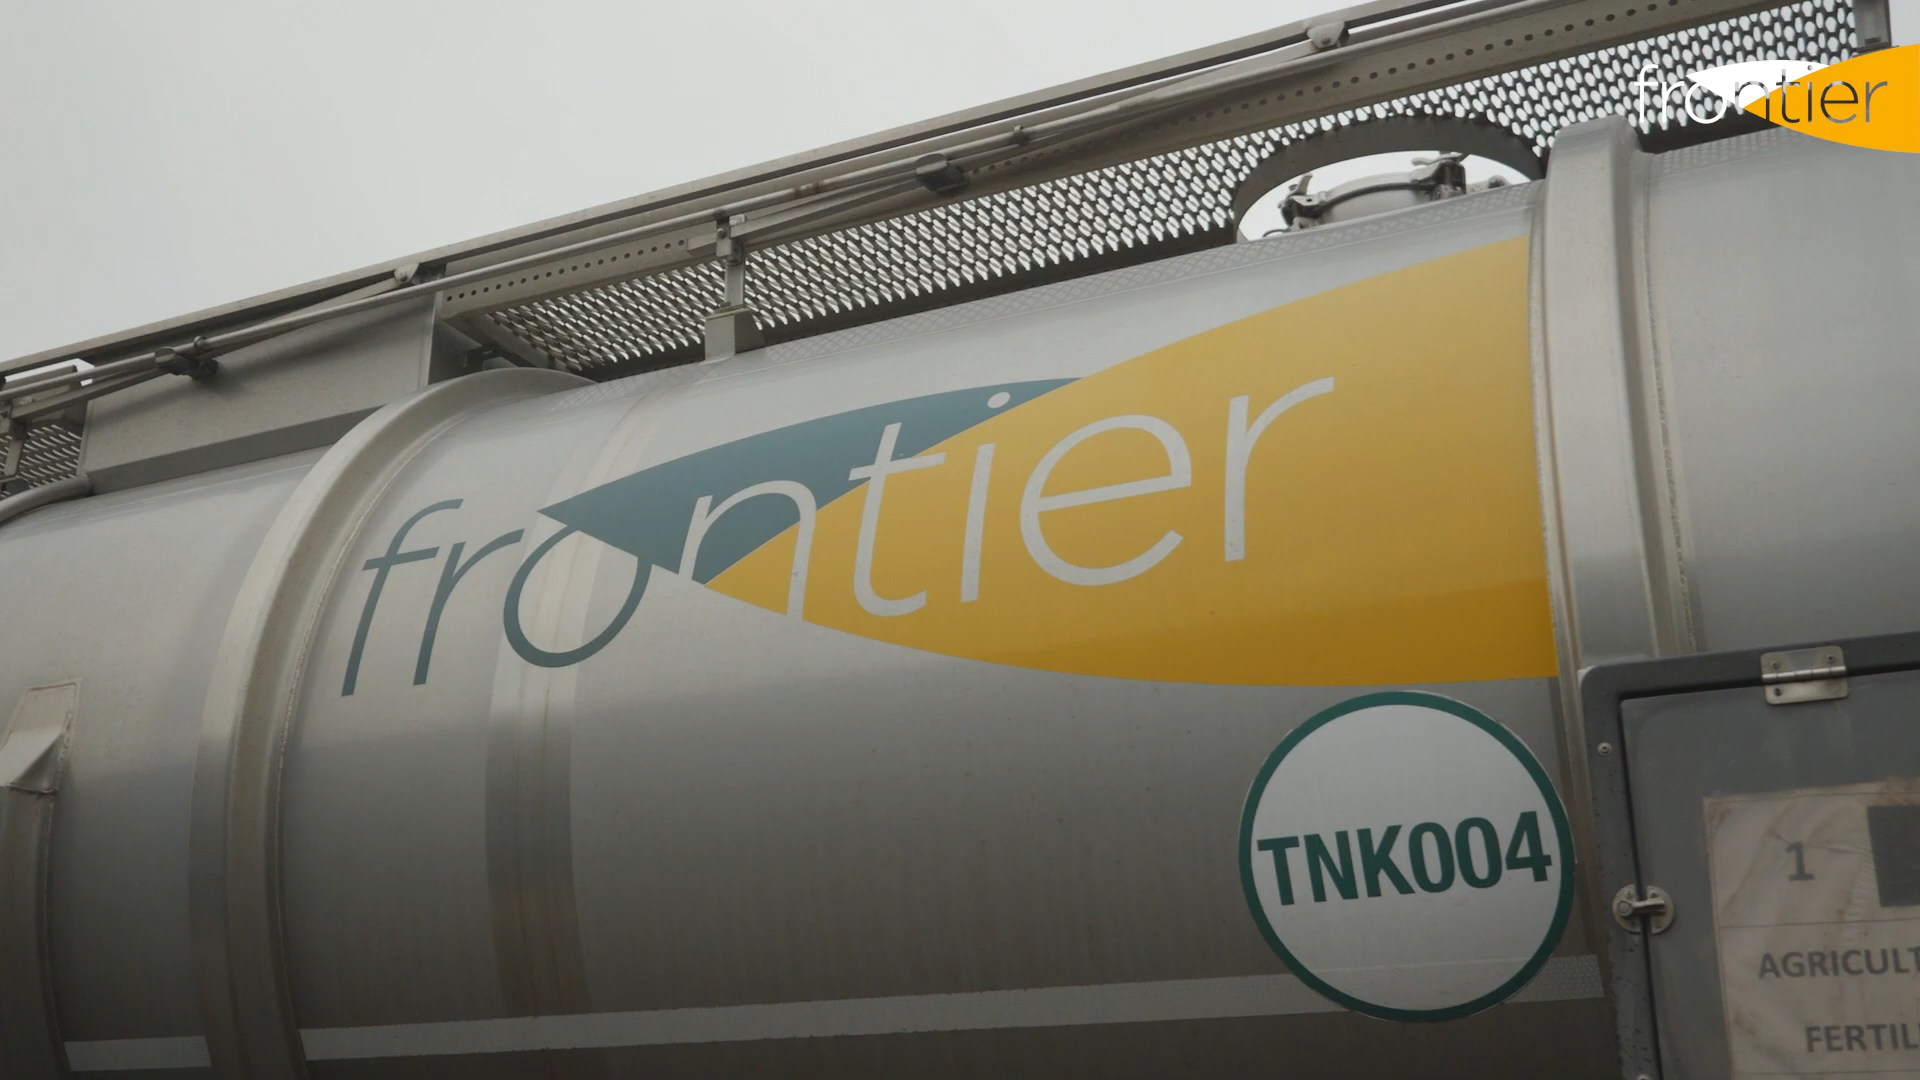 frontier
frontier
TNK004
1
AGRICULT
FERTIL